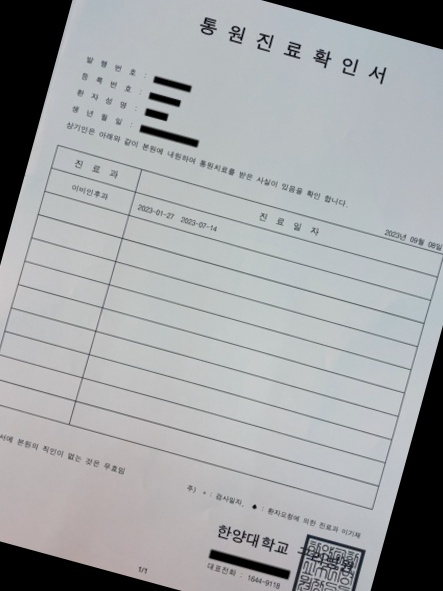 통원진료확인서
발 행 번 호 :
등 록 번 호 :
환 자 성 명 :
생 년 월 일 :
상기인은 아래와 같이 본원에 내원하여 통원치료를 받은 사실이 있음을 확인 합니다.
2023년 09월 08일
진 료 과 진 료 일 자
이비인후과 2023-01-27 2023-07-14
서에 본원의 직인이 없는 것은 무효임
주) * : 검사일자, ♣ : 환자요청에 의한 진료과 미기재
한양대학교
대표전화 : 1644-9118
1/1